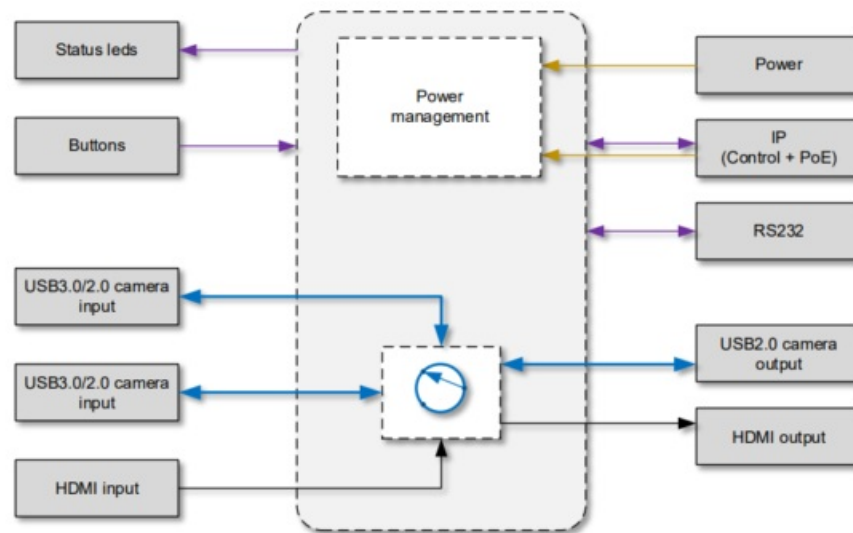 Status leds
Buttons
USB3.0/2.0 camera
input
USB3.0/2.0 camera
input
HDMI input
Power
management
Power
IP
(Control + PoE)
RS232
USB2.0 camera
output
HDMI output